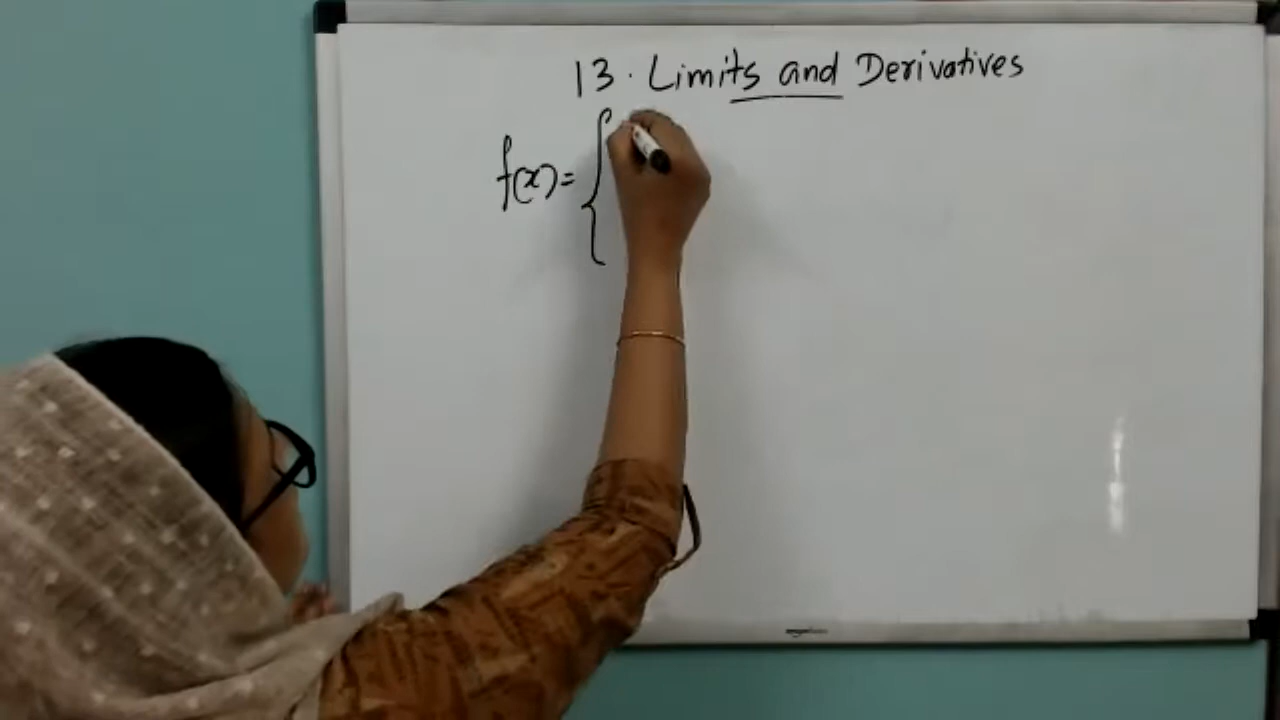 13. Limits and Derivatives
f(x) = {